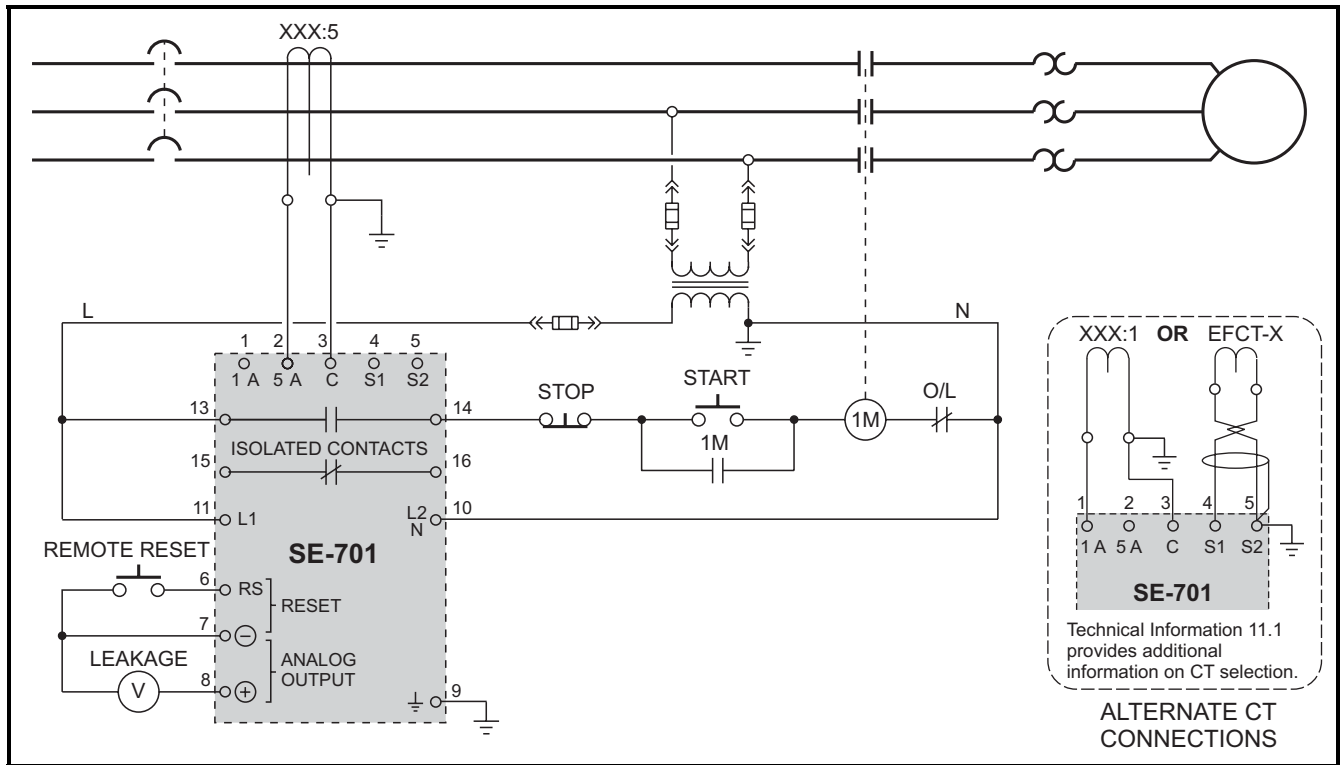 XXX:5
L
N
1 2 3 4 5
1 A 5 A C S1 S2
13
14
STOP
START
1M
1M
O/L
ISOLATED CONTACTS
15
16
11
L1
L2
N
10
SE-701
REMOTE RESET
6
RS
RESET
7
−
LEAKAGE
V
8
+
ANALOG
OUTPUT
9
XXX:1 OR EFCT-X
1 2 3 4 5
1 A 5 A C S1 S2
SE-701
Technical Information 11.1
provides additional
information on CT selection.
ALTERNATE CT
CONNECTIONS